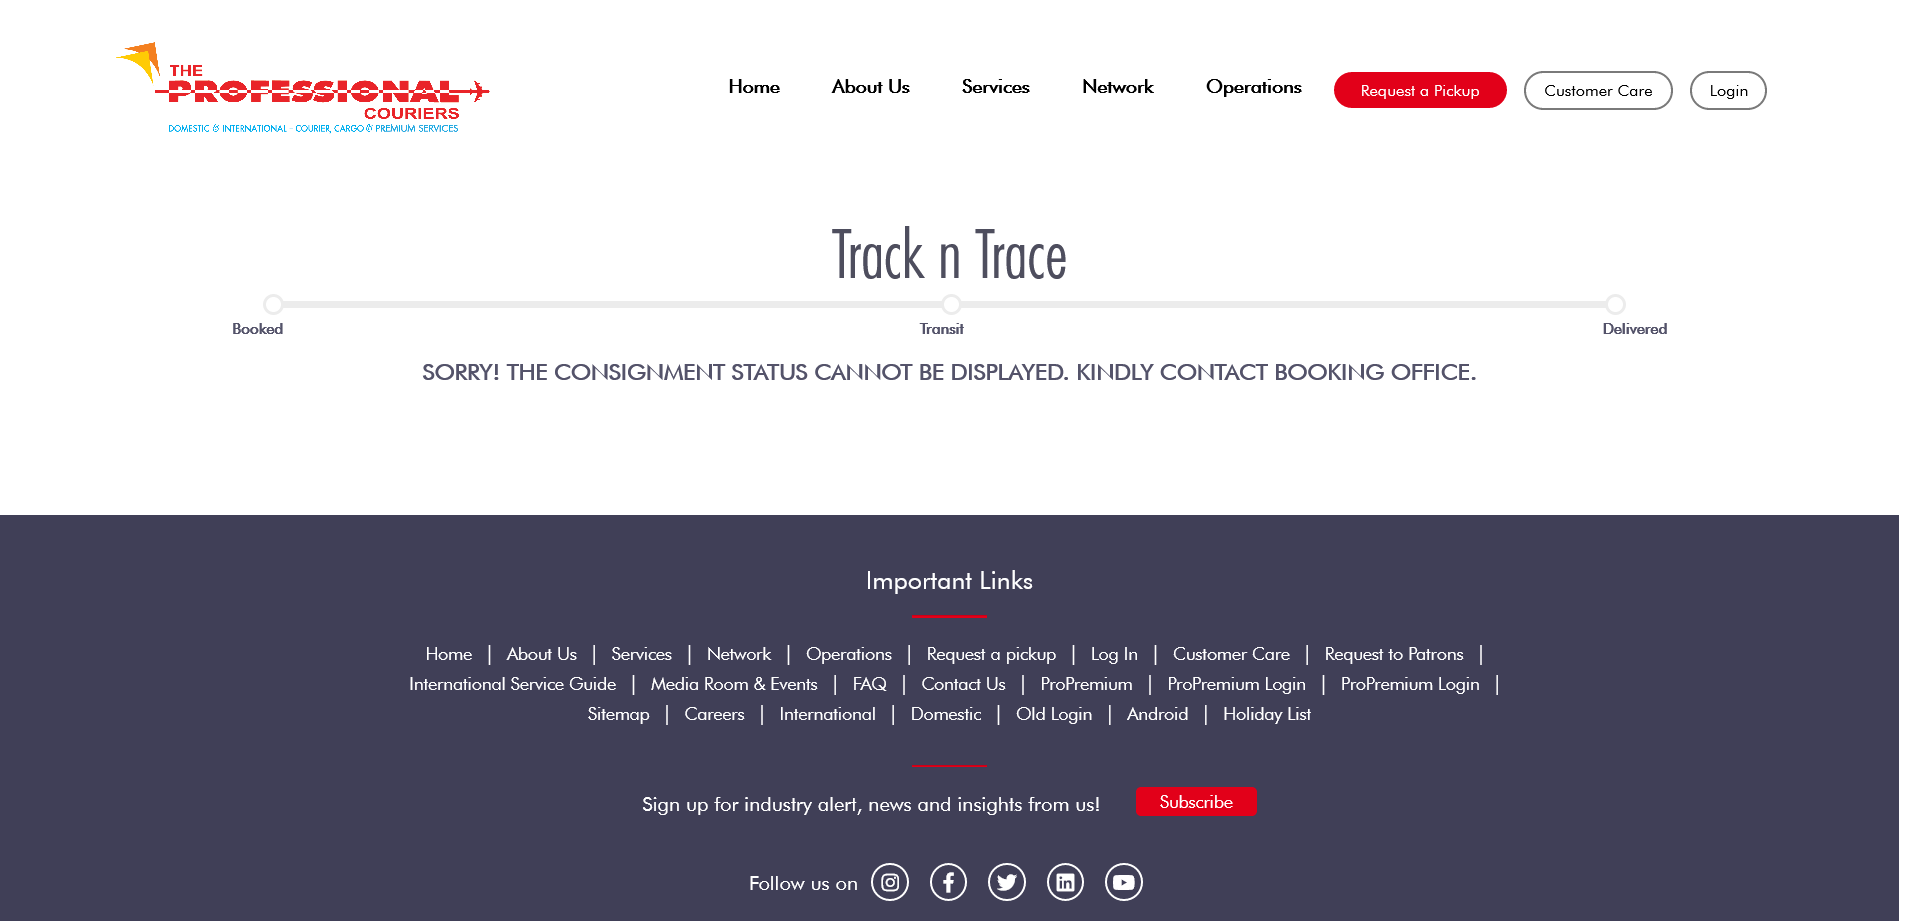 THE
PROFESSIONAL
COURIERS
DOMESTIC & INTERNATIONAL - COURIER, CARGO & PREMIUM SERVICES
Home About Us Services Network Operations Request a Pickup Customer Care Login
Track n Trace
Booked Transit Delivered
SORRY! THE CONSIGNMENT STATUS CANNOT BE DISPLAYED. KINDLY CONTACT BOOKING OFFICE.
Important Links
Home | About Us | Services | Network | Operations | Request a pickup | Log In | Customer Care | Request to Patrons |
International Service Guide | Media Room & Events | FAQ | Contact Us | ProPremium | ProPremium Login | ProPremium Login |
Sitemap | Careers | International | Domestic | Old Login | Android | Holiday List
Sign up for industry alert, news and insights from us! Subscribe
Follow us on